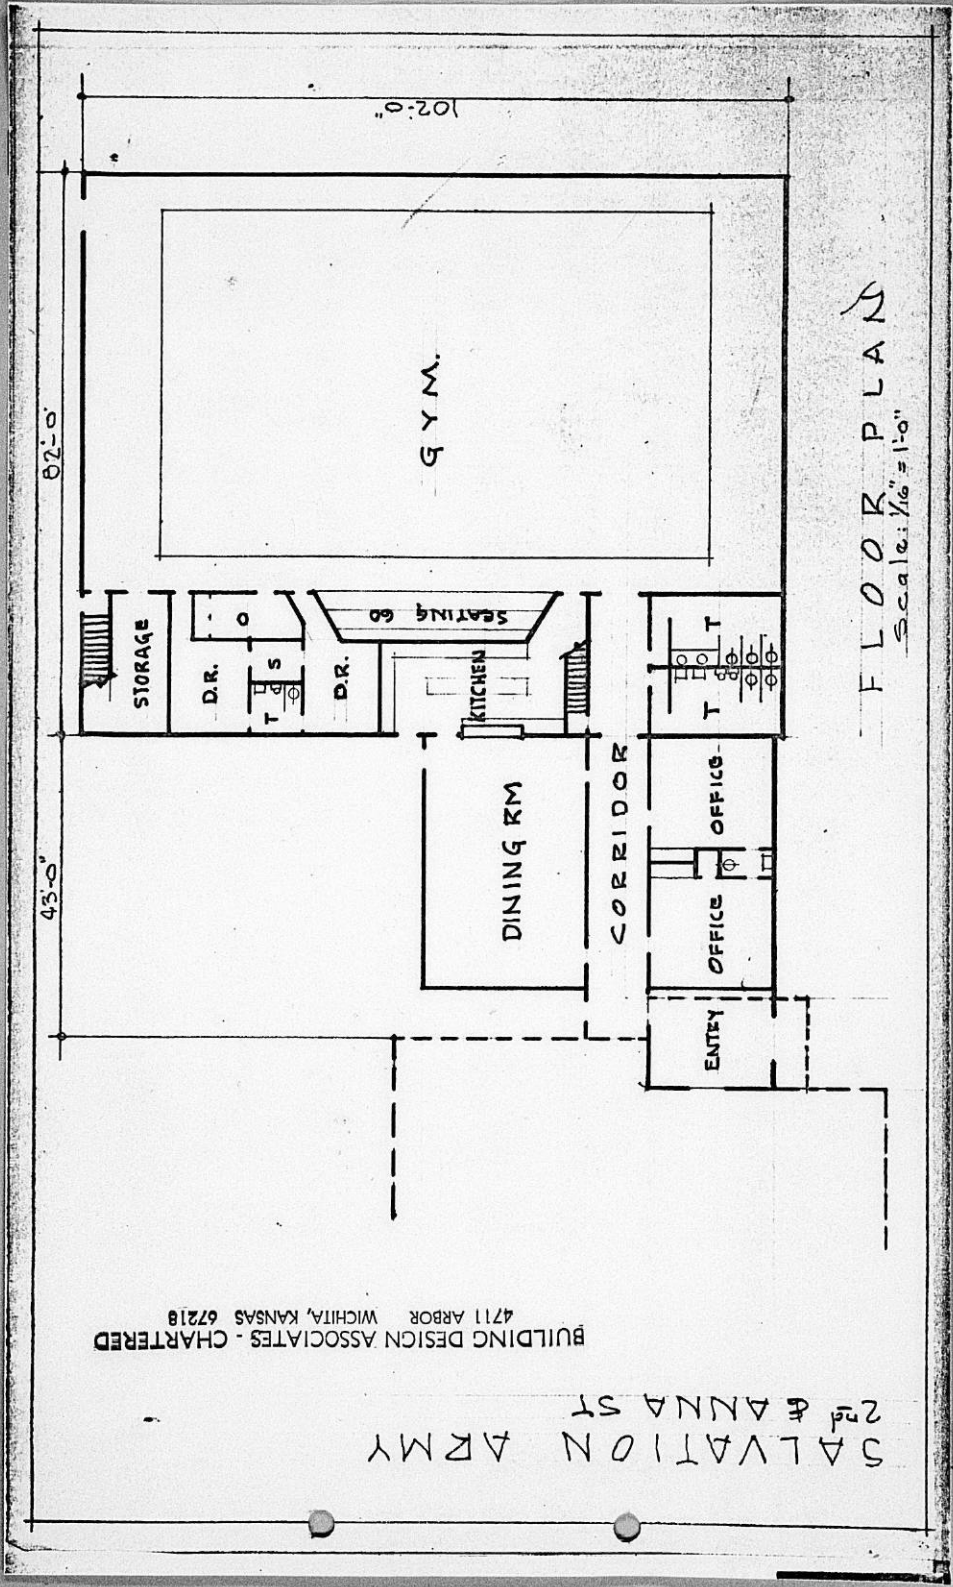 102'-0"
82'-0"
43'-0"
GYM.
SEATING 60
STORAGE
D.R.
O
S
T
D.R.
KITCHEN
T
T
DINING RM
CORRIDOR
OFFICE
OFFICE
ENTRY
FLOOR PLAN
Scale: 1/16" = 1'-0"
BUILDING DESIGN ASSOCIATES - CHARTERED
4711 ARBOR WICHITA, KANSAS 67218
SALVATION ARMY
2nd & ANNA ST